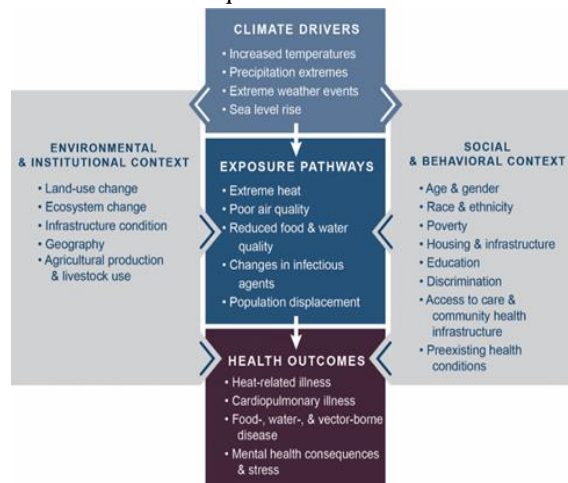 CLIMATE DRIVERS
• Increased temperatures
• Precipitation extremes
• Extreme weather events
• Sea level rise
ENVIRONMENTAL
& INSTITUTIONAL CONTEXT
• Land-use change
• Ecosystem change
• Infrastructure condition
• Geography
• Agricultural production
& livestock use
EXPOSURE PATHWAYS
• Extreme heat
• Poor air quality
• Reduced food & water
quality
• Changes in infectious
agents
• Population displacement
SOCIAL
& BEHAVIORAL CONTEXT
• Age & gender
• Race & ethnicity
• Poverty
• Housing & infrastructure
• Education
• Discrimination
• Access to care &
community health
infrastructure
• Preexisting health
conditions
HEALTH OUTCOMES
• Heat-related illness
• Cardiopulmonary illness
• Food-, water-, & vector-borne
disease
• Mental health consequences
& stress